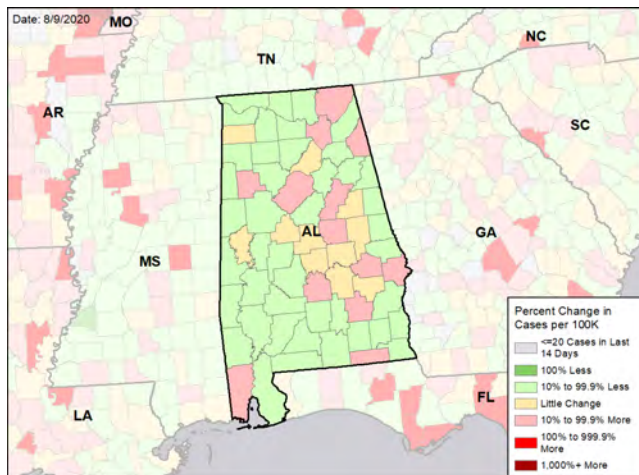 Date: 8/9/2020
MO
NC
TN
AR
SC
AL
GA
MS
LA
FL
Percent Change in
Cases per 100K
<=20 Cases in Last
14 Days
100% Less
10% to 99.9% Less
Little Change
10% to 99.9% More
100% to 999.9%
More
1,000%+ More